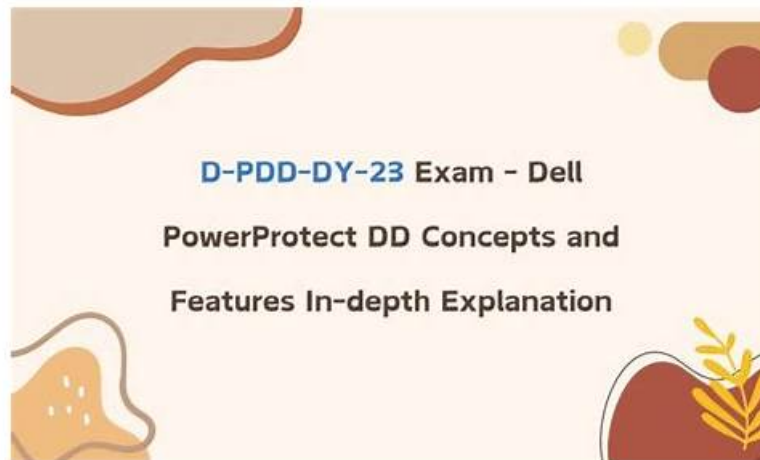 D-PDD-DY-23 Exam - Dell
PowerProtect DD Concepts and
Features In-depth Explanation